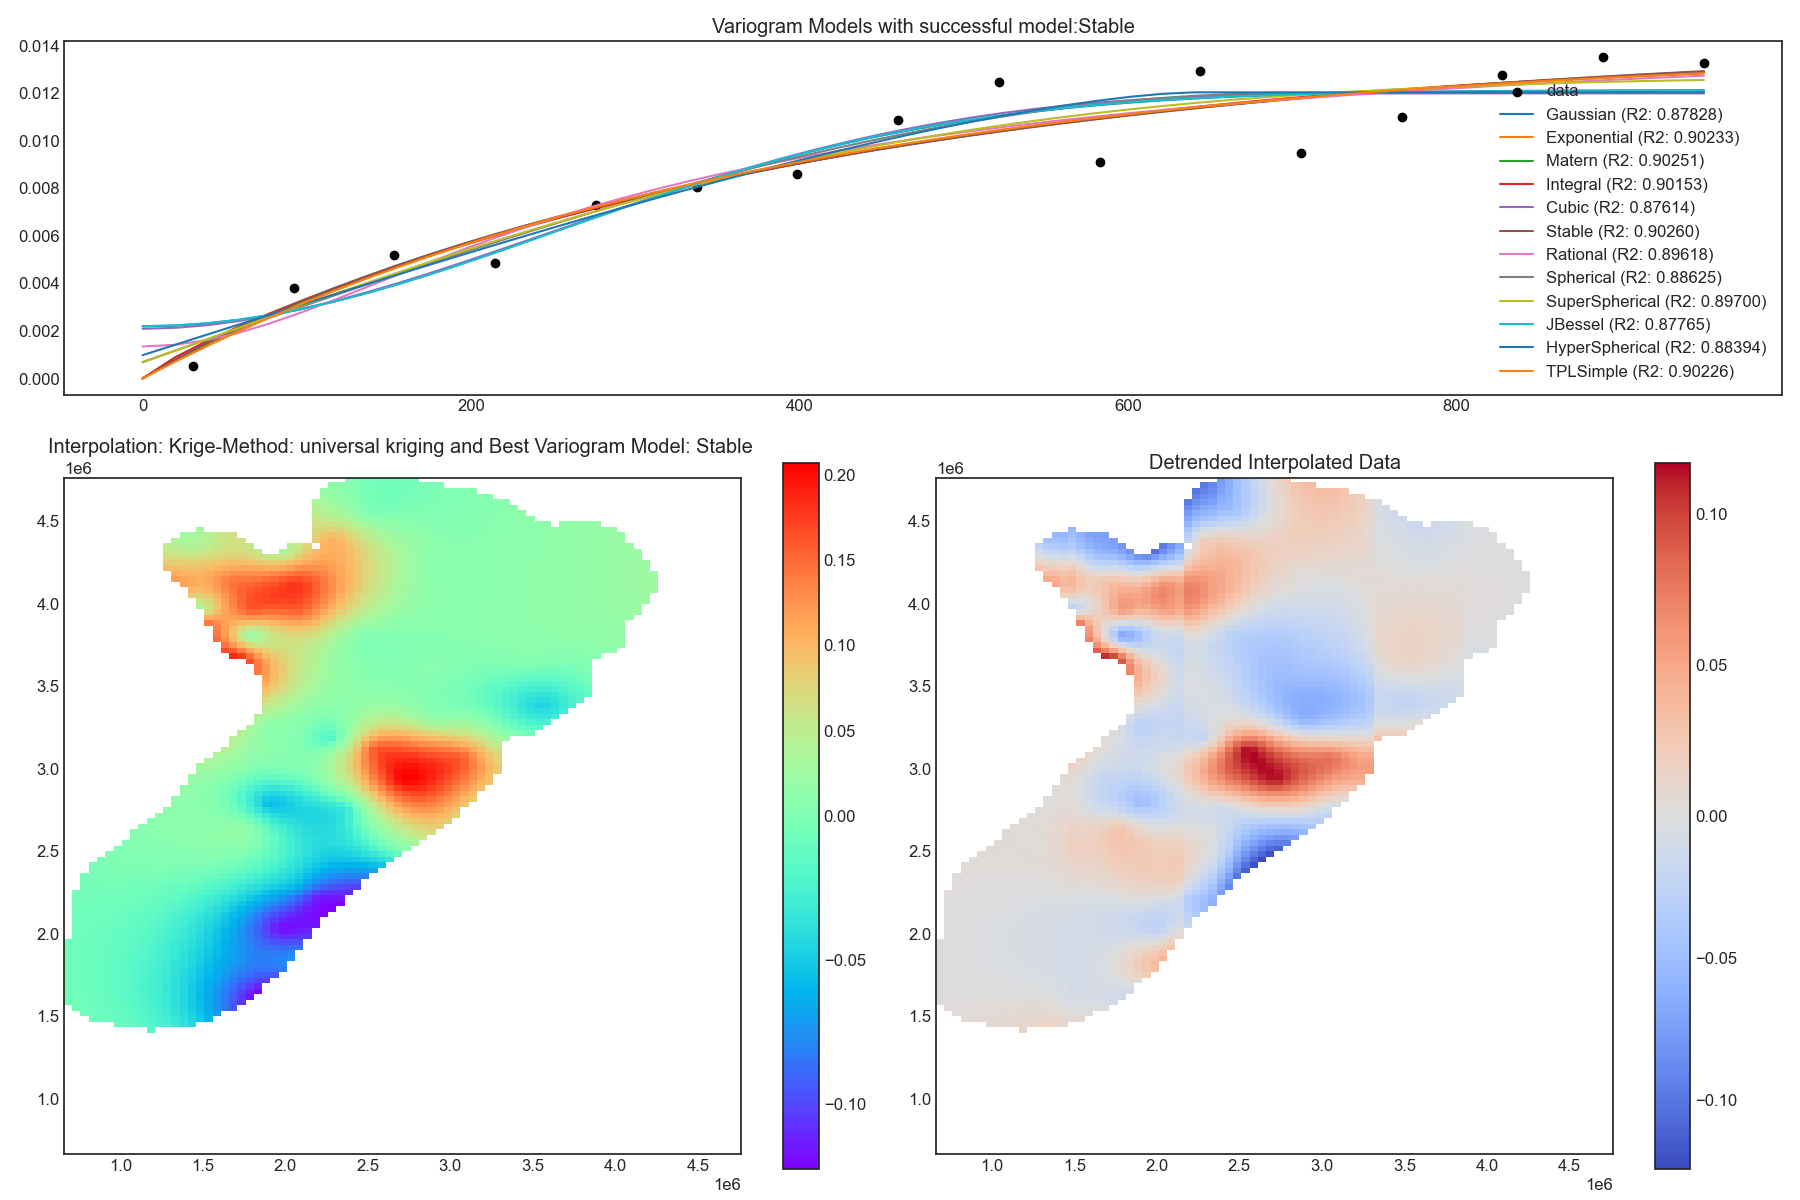 Variogram Models with successful model:Stable
0.014
0.012
0.010
0.008
0.006
0.004
0.002
0.000
data
Gaussian (R2: 0.87828)
Exponential (R2: 0.90233)
Matern (R2: 0.90251)
Integral (R2: 0.90153)
Cubic (R2: 0.87614)
Stable (R2: 0.90260)
Rational (R2: 0.89618)
Spherical (R2: 0.88625)
SuperSpherical (R2: 0.89700)
JBessel (R2: 0.87765)
HyperSpherical (R2: 0.88394)
TPLSimple (R2: 0.90226)
0 200 400 600 800
Interpolation: Krige-Method: universal kriging and Best Variogram Model: Stable
1e6
4.5
4.0
3.5
3.0
2.5
2.0
1.5
1.0
1.0 1.5 2.0 2.5 3.0 3.5 4.0 4.5
1e6
0.20
0.15
0.10
0.05
0.00
−0.05
−0.10
Detrended Interpolated Data
1e6
4.5
4.0
3.5
3.0
2.5
2.0
1.5
1.0
1.0 1.5 2.0 2.5 3.0 3.5 4.0 4.5
1e6
0.10
0.05
0.00
−0.05
−0.10